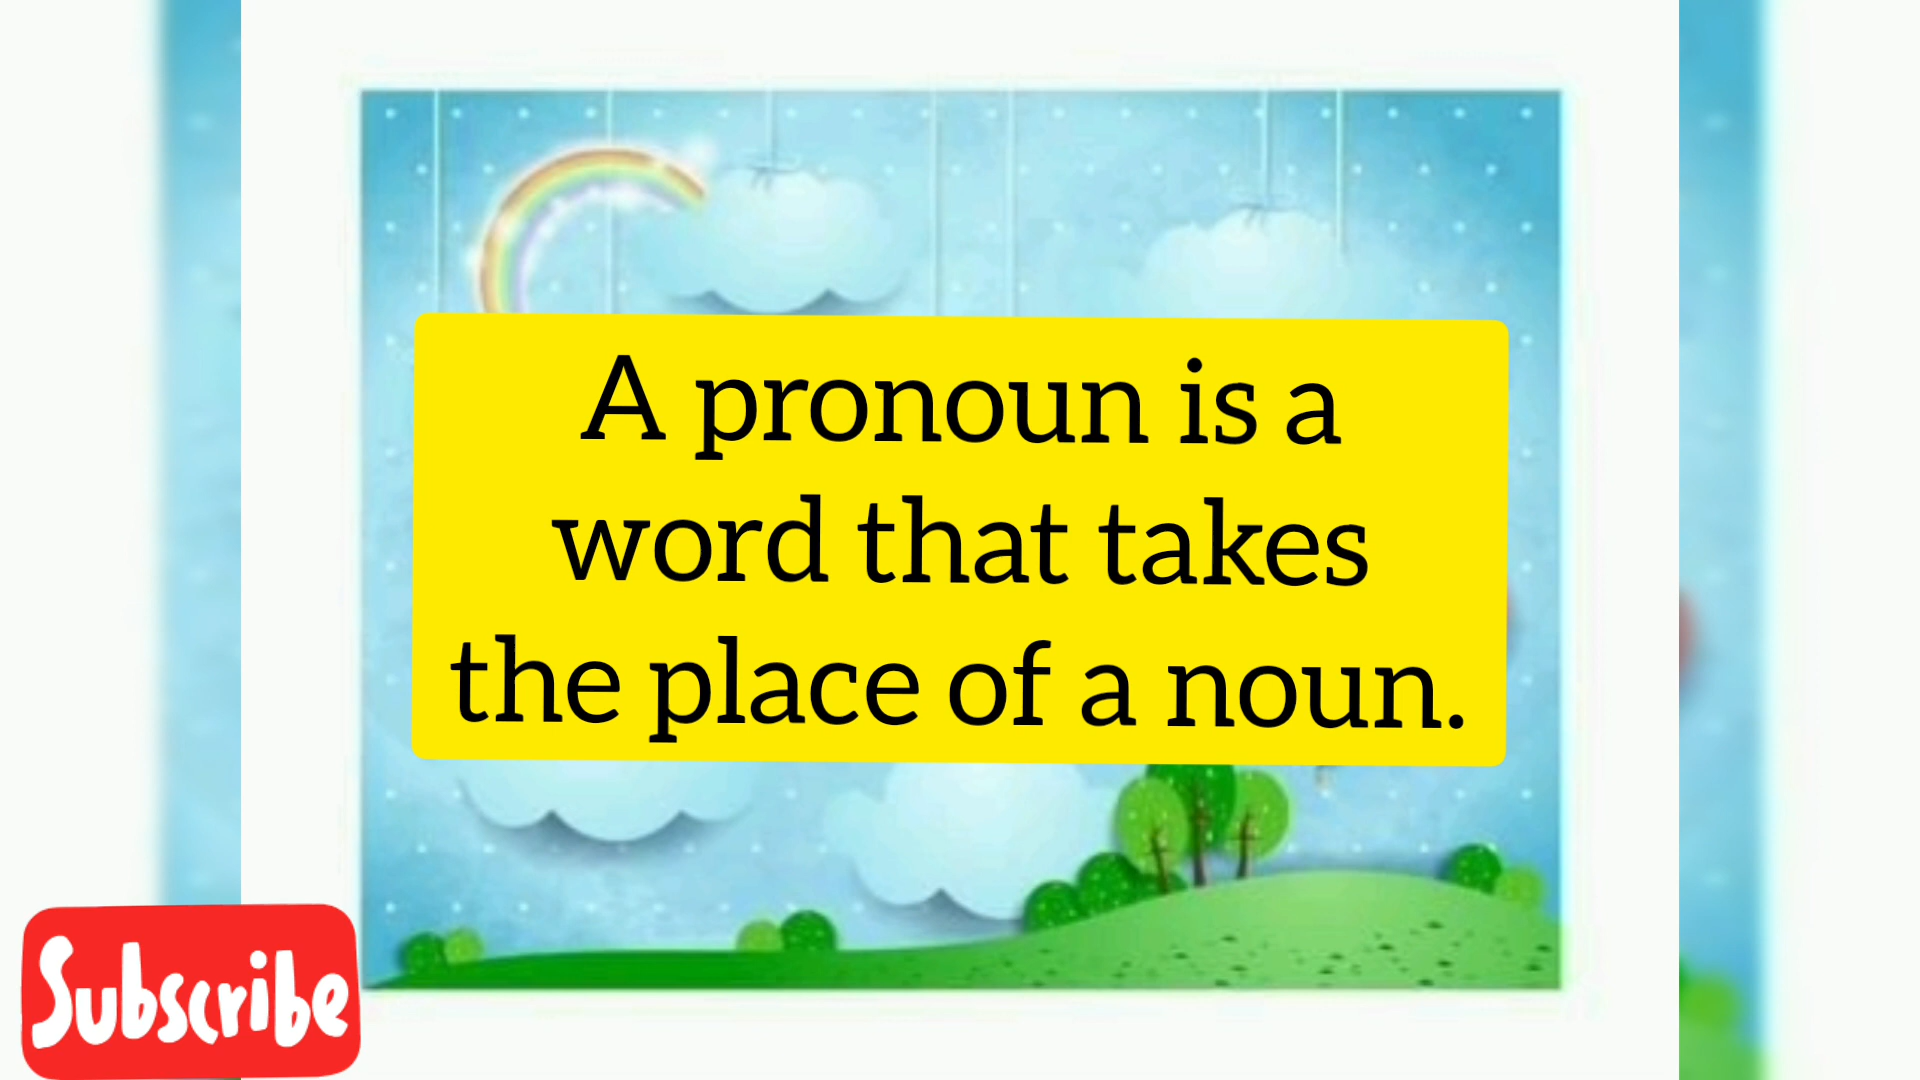 A pronoun is a
word that takes
the place of a noun.
Subscribe